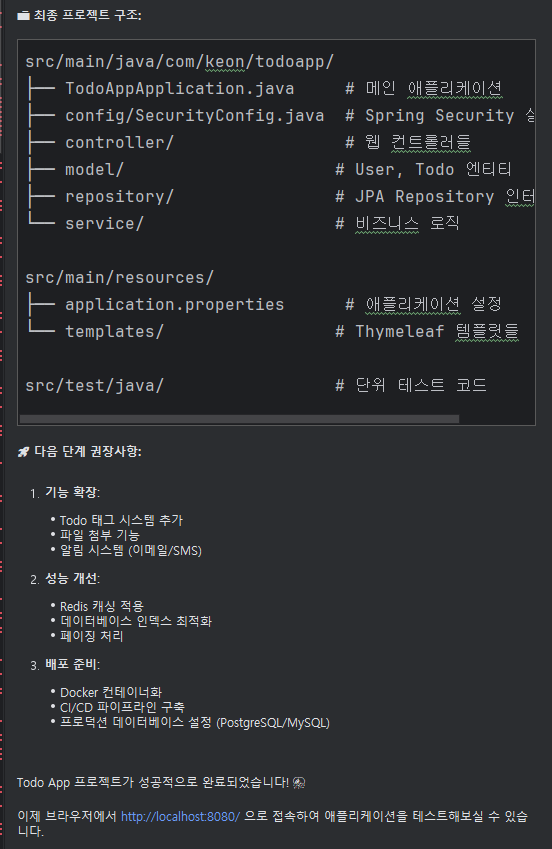 최종 프로젝트 구조:
src/main/java/com/keon/todoapp/
├── TodoAppApplication.java # 메인 애플리케이션
├── config/SecurityConfig.java # Spring Security 설
├── controller/ # 웹 컨트롤러들
├── model/ # User, Todo 엔티티
├── repository/ # JPA Repository 인터
└── service/ # 비즈니스 로직
src/main/resources/
├── application.properties # 애플리케이션 설정
└── templates/ # Thymeleaf 템플릿들
src/test/java/ # 단위 테스트 코드
🚀 다음 단계 권장사항:
1. 기능 확장:
• Todo 태그 시스템 추가
• 파일 첨부 기능
• 알림 시스템 (이메일/SMS)
2. 성능 개선:
• Redis 캐싱 적용
• 데이터베이스 인덱스 최적화
• 페이징 처리
3. 배포 준비:
• Docker 컨테이너화
• CI/CD 파이프라인 구축
• 프로덕션 데이터베이스 설정 (PostgreSQL/MySQL)
Todo App 프로젝트가 성공적으로 완료되었습니다!
이제 브라우저에서 http://localhost:8080/ 으로 접속하여 애플리케이션을 테스트해보실 수 있습
니다.